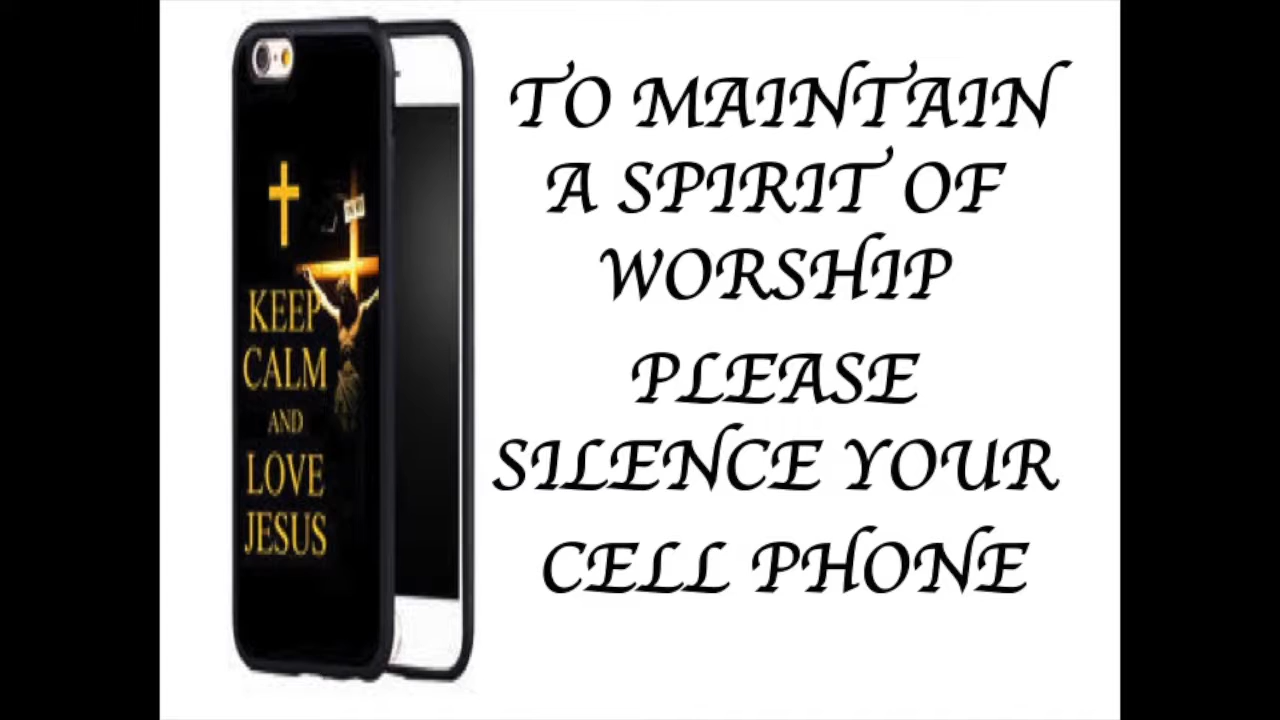 KEEP
CALM
AND
LOVE
JESUS
TO MAINTAIN
A SPIRIT OF
WORSHIP
PLEASE
SILENCE YOUR
CELL PHONE